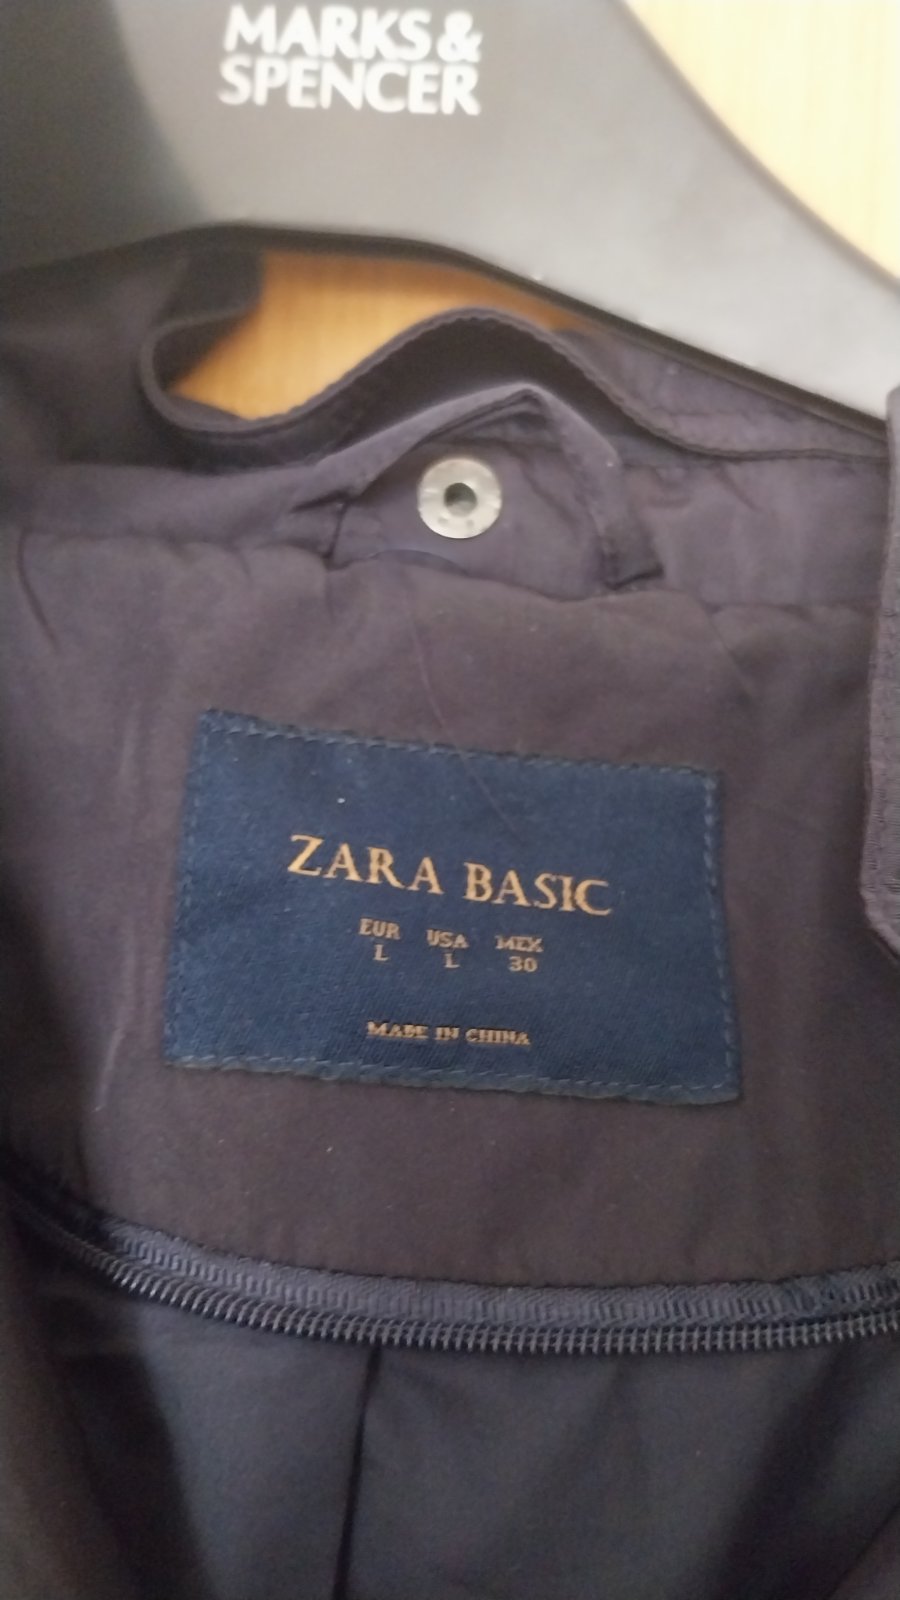 MARKS &
SPENCER
ZARA BASIC
EUR USA MEX
L L 30
MADE IN CHINA